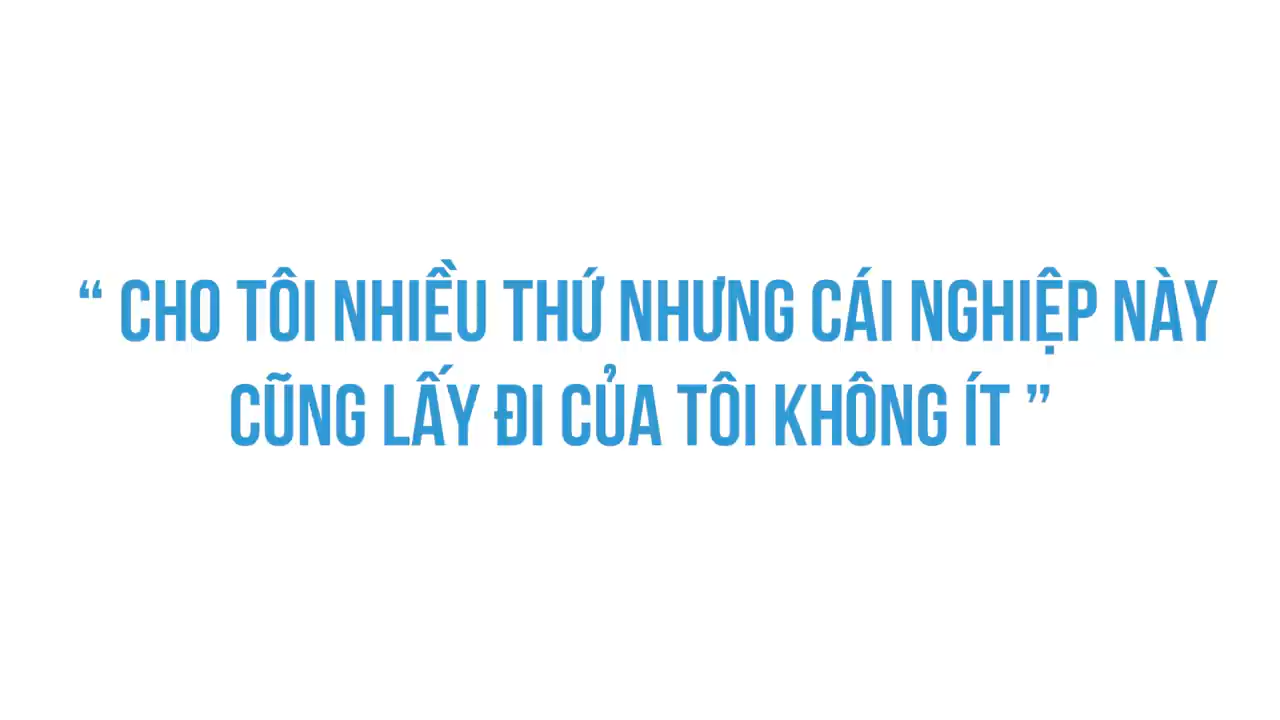 “ CHO TÔI NHIỀU THỨ NHƯNG CÁI NGHIỆP NÀY
CŨNG LẤY ĐI CỦA TÔI KHÔNG ÍT ”